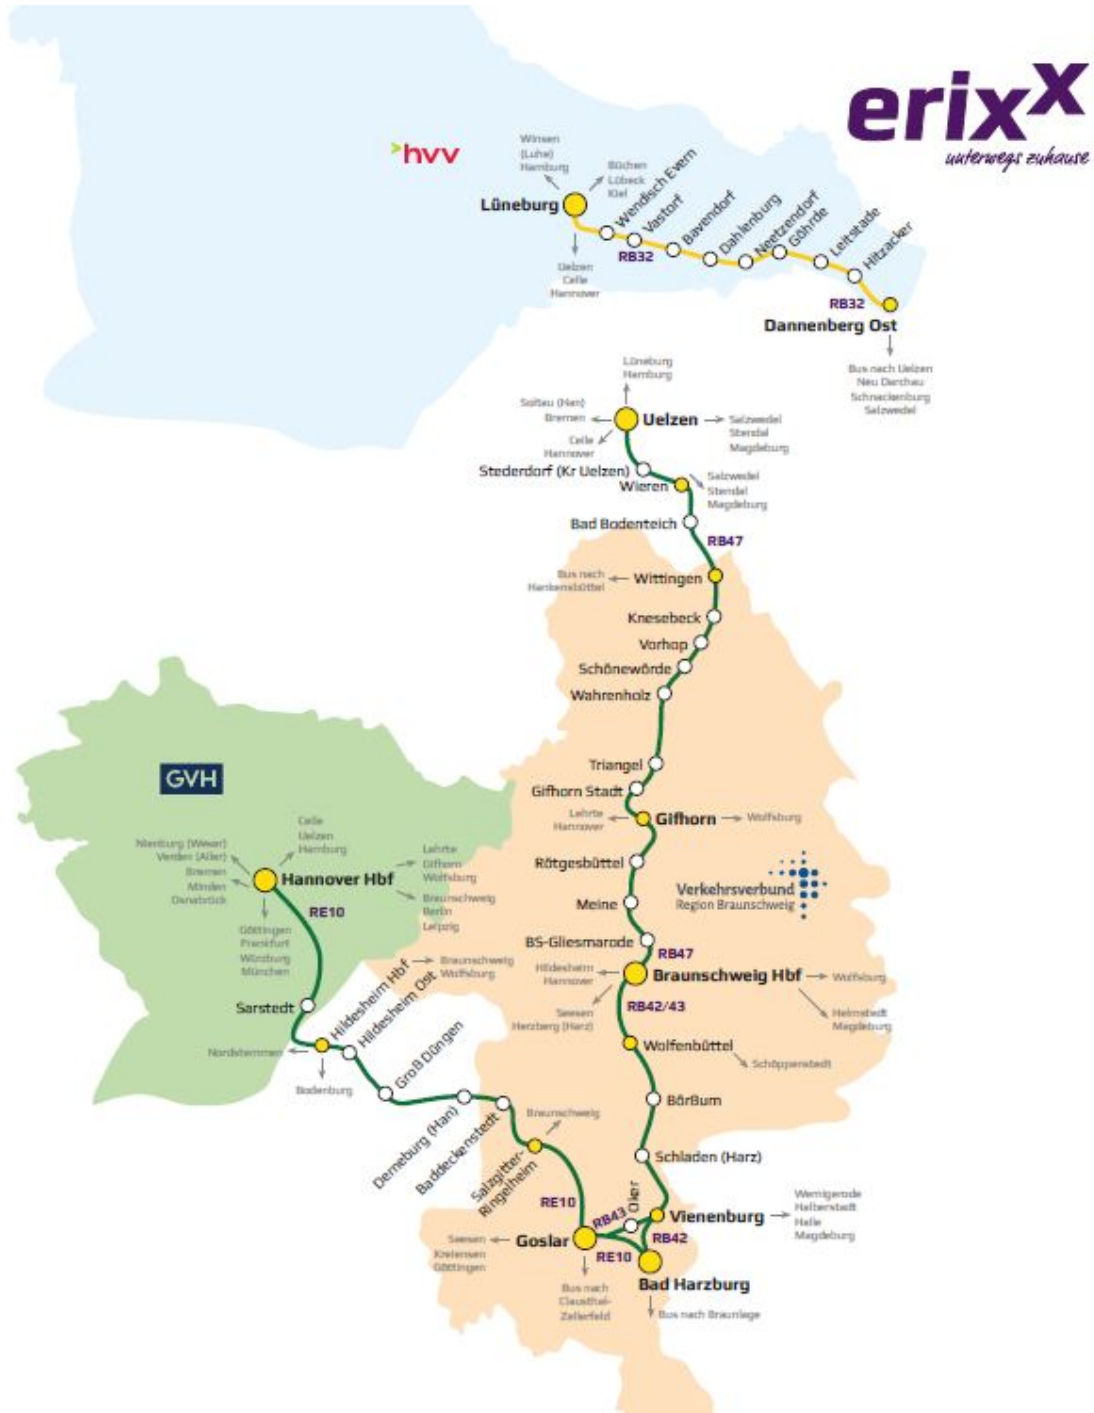 erixx
unterwegs zuhause
hvv
Winsen
(Luhe)
Hamburg
Büchen
Lübeck
Kiel
Lüneburg
Wendisch Evern
Vastorf
Bavendorf
Dahlenburg
Neetzendorf
Göhrde
Leitstade
Hitzacker
RB32
Uelzen
Celle
Hannover
RB32
Dannenberg Ost
Bus nach Uelzen
Neu Darchau
Schnackenburg
Salzwedel
Lüneburg
Hamburg
Soltau (Han)
Bremen
Uelzen
Salzwedel
Stendal
Magdeburg
Celle
Hannover
Stederdorf (Kr Uelzen)
Wieren
Salzwedel
Stendal
Magdeburg
Bad Bodenteich
RB47
Bus nach
Hankensbüttel
Wittingen
Knesebeck
Vorhop
Schönewörde
Wahrenholz
Triangel
Gifhorn Stadt
Lehrte
Hannover
Gifhorn
Wolfsburg
Rötgesbüttel
Meine
BS-Gliesmarode
RB47
Verkehrsverbund
Region Braunschweig
GVH
Celle
Uelzen
Hamburg
Nienburg (Weser)
Verden (Aller)
Bremen
Minden
Osnabrück
Lehrte
Gifhorn
Wolfsburg
Hannover Hbf
Braunschweig
Berlin
Leipzig
RE10
Göttingen
Frankfurt
Würzburg
München
Hildesheim
Hannover
Braunschweig Hbf
Wolfsburg
Helmstedt
Magdeburg
Seesen
Herzberg (Harz)
RB42/43
Sarstedt
Hildesheim Hbf
Braunschweig
Wolfsburg
Hildesheim Ost
Nordstemmen
Bodenburg
Groß Düngen
Derneburg (Han)
Baddeckenstedt
Salzgitter-
Ringelheim
Braunschweig
Wolfenbüttel
Schöppenstedt
Börßum
Schladen (Harz)
RE10
RB43
Oker
Vienenburg
Wernigerode
Halberstadt
Halle
Magdeburg
RB42
Seesen
Kreiensen
Göttingen
Goslar
RE10
Bad Harzburg
Bus nach
Clausthal-
Zellerfeld
Bus nach Braunlage